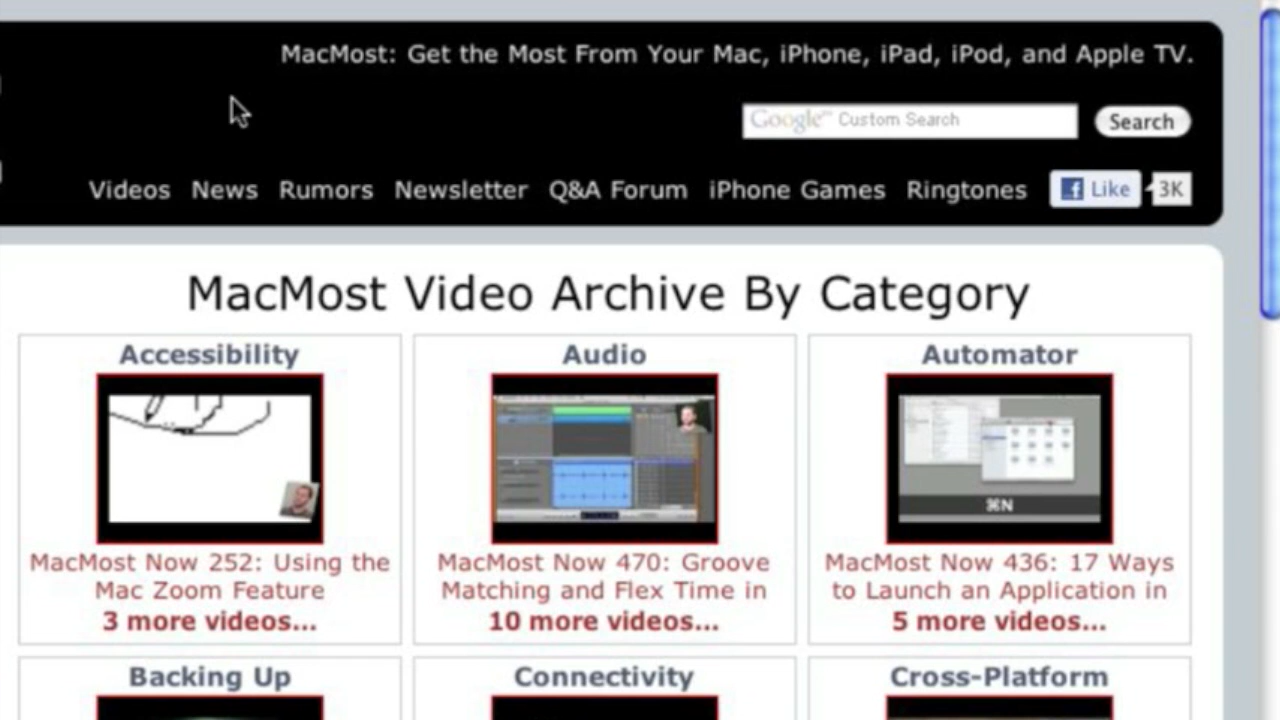 MacMost: Get the Most From Your Mac, iPhone, iPad, iPod, and Apple TV.
Google™ Custom Search
Search
Videos News Rumors Newsletter Q&A Forum iPhone Games Ringtones Like 3K
MacMost Video Archive By Category
Accessibility
Audio
Automator
⌘N
MacMost Now 252: Using the
Mac Zoom Feature
3 more videos...
MacMost Now 470: Groove
Matching and Flex Time in
10 more videos...
MacMost Now 436: 17 Ways
to Launch an Application in
5 more videos...
Backing Up
Connectivity
Cross-Platform